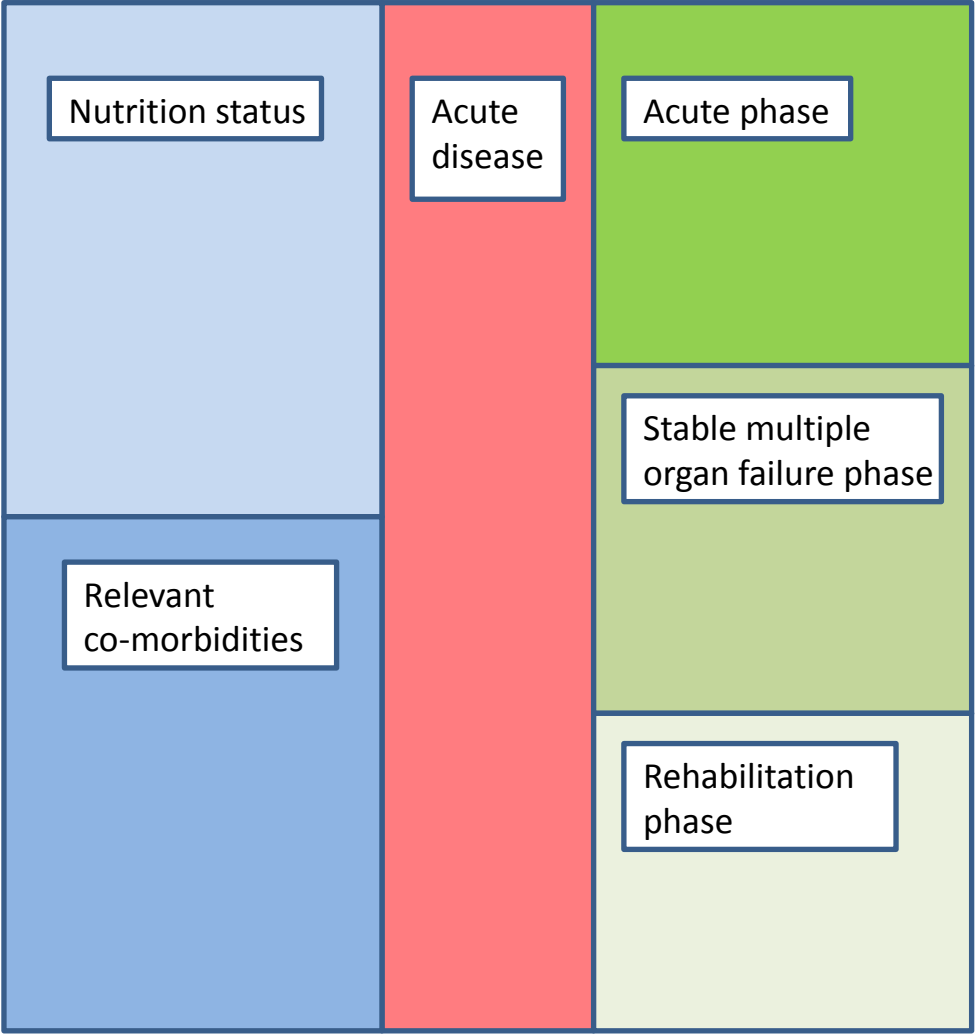 Nutrition status
Acute
disease
Acute phase
Stable multiple
organ failure phase
Relevant
co-morbidities
Rehabilitation
phase